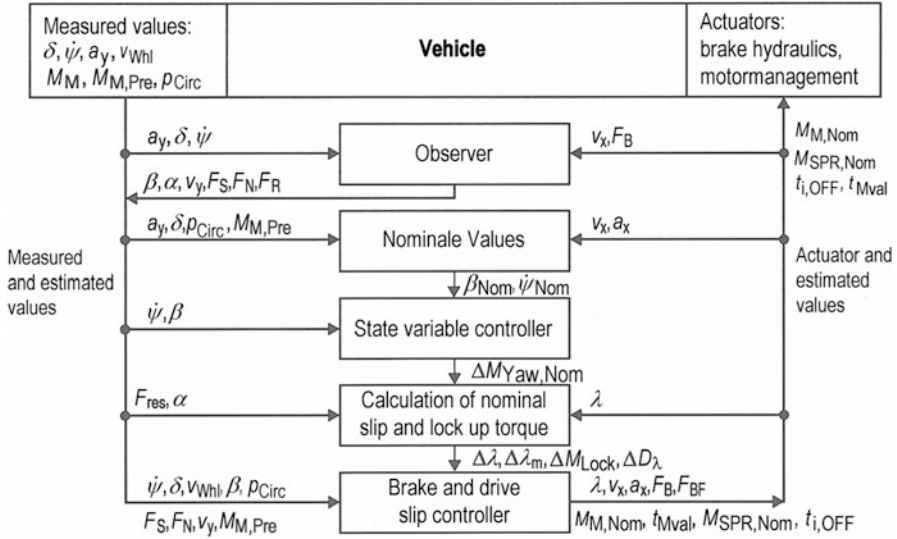 Measured values:
δ, ψ̇, a_y, v_Whl
M_M, M_M,Pre, p_Circ
Vehicle
Actuators:
brake hydraulics,
motormanagement
a_y, δ, ψ̇
Observer
v_x, F_B
M_M,Nom
M_SPR,Nom
t_i,OFF, t_Mval
β, α, v_y, F_S, F_N, F_R
a_y, δ, p_Circ, M_M,Pre
Nominale Values
v_x, a_x
Measured
and estimated
values
Actuator and
estimated
values
β_Nom, ψ̇_Nom
ψ̇, β
State variable controller
ΔM_Yaw,Nom
F_res, α
Calculation of nominal
slip and lock up torque
λ
Δλ, Δλ_m, ΔM_Lock, ΔD_λ
ψ̇, δ, v_Whl, β, p_Circ
F_S, F_N, v_y, M_M,Pre
Brake and drive
slip controller
λ, v_x, a_x, F_B, F_BF
M_M,Nom, t_Mval, M_SPR,Nom, t_i,OFF